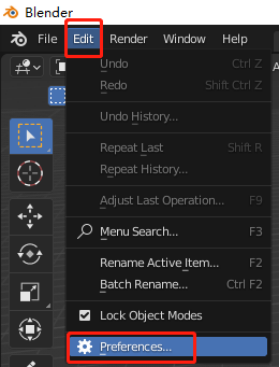 Blender
File Edit Render Window Help
Undo Ctrl Z
Redo Shift Ctrl Z
Undo History...
Repeat Last Shift R
Repeat History...
Adjust Last Operation... F9
Menu Search... F3
Rename Active Item... F2
Batch Rename... Ctrl F2
Lock Object Modes
Preferences...